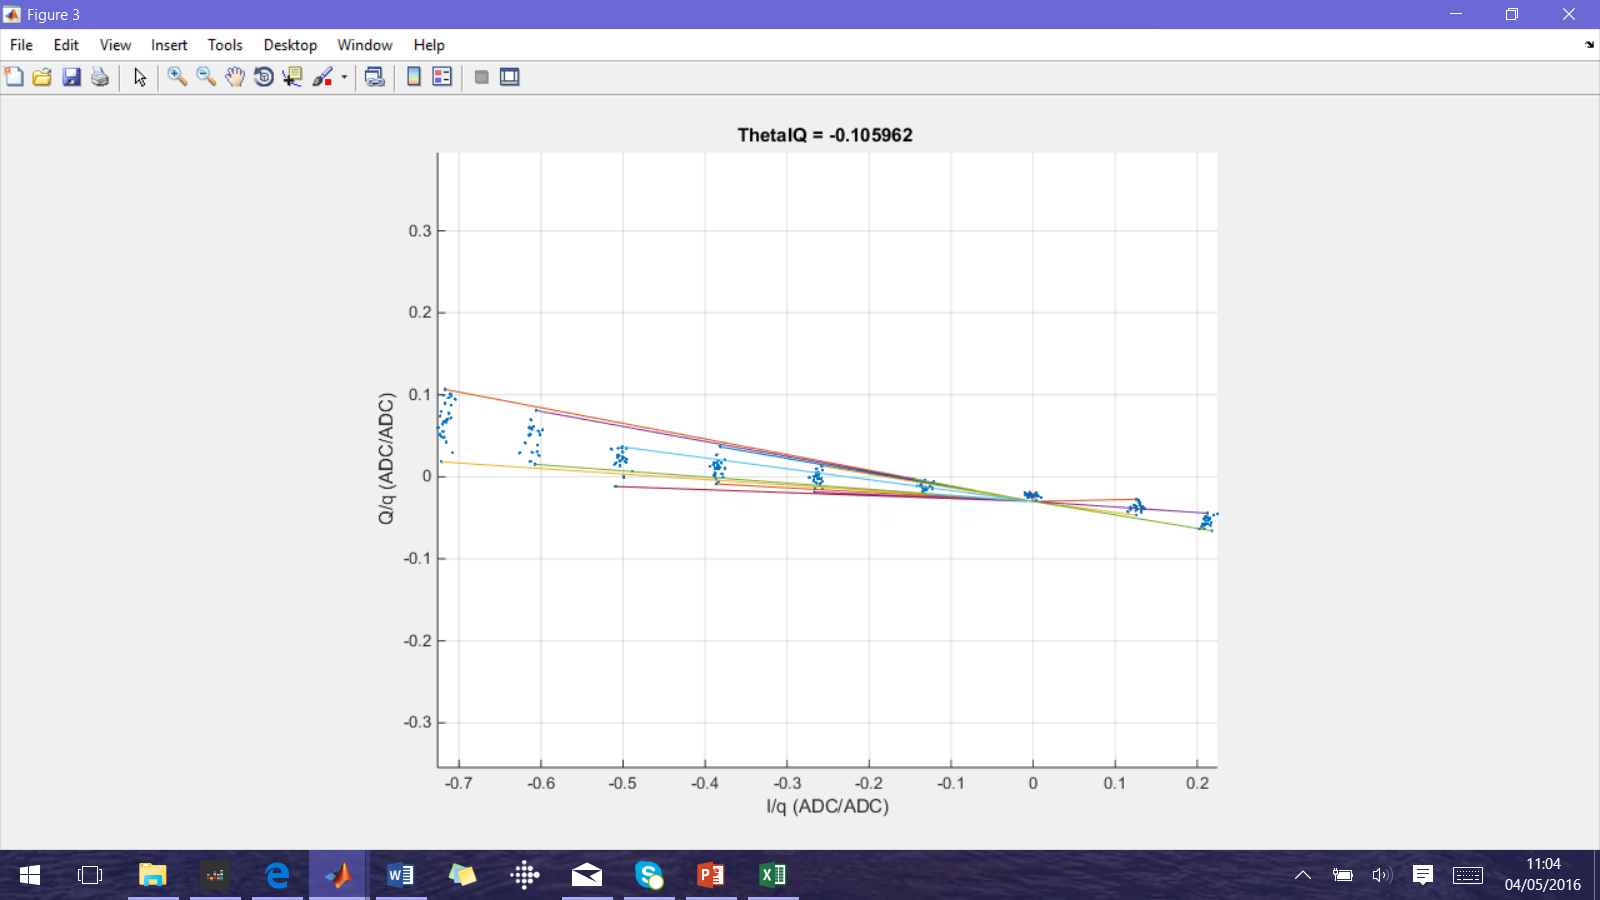 Figure 3
File Edit View Insert Tools Desktop Window Help
ThetaIQ = -0.105962
0.3
0.2
0.1
0
-0.1
-0.2
-0.3
Q/q (ADC/ADC)
-0.7 -0.6 -0.5 -0.4 -0.3 -0.2 -0.1 0 0.1 0.2
I/q (ADC/ADC)
11:04
04/05/2016